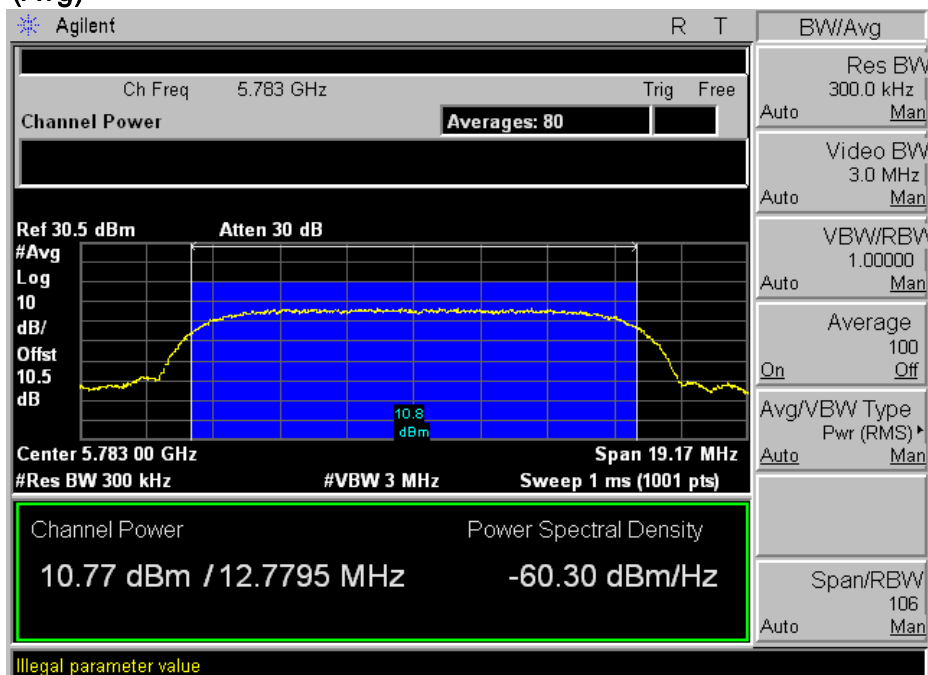 Agilent R T
Ch Freq 5.783 GHz Trig Free
Channel Power Averages: 80
Ref 30.5 dBm Atten 30 dB
#Avg
Log
10
dB/
Offst
10.5
dB
10.8
dBm
Center 5.783 00 GHz Span 19.17 MHz
#Res BW 300 kHz #VBW 3 MHz Sweep 1 ms (1001 pts)
Channel Power Power Spectral Density
10.77 dBm / 12.7795 MHz -60.30 dBm/Hz
Illegal parameter value
BW/Avg
Res BW
300.0 kHz
Auto Man
Video BW
3.0 MHz
Auto Man
VBW/RBW
1.00000
Auto Man
Average
100
On Off
Avg/VBW Type
Pwr (RMS)
Auto Man
Span/RBW
106
Auto Man